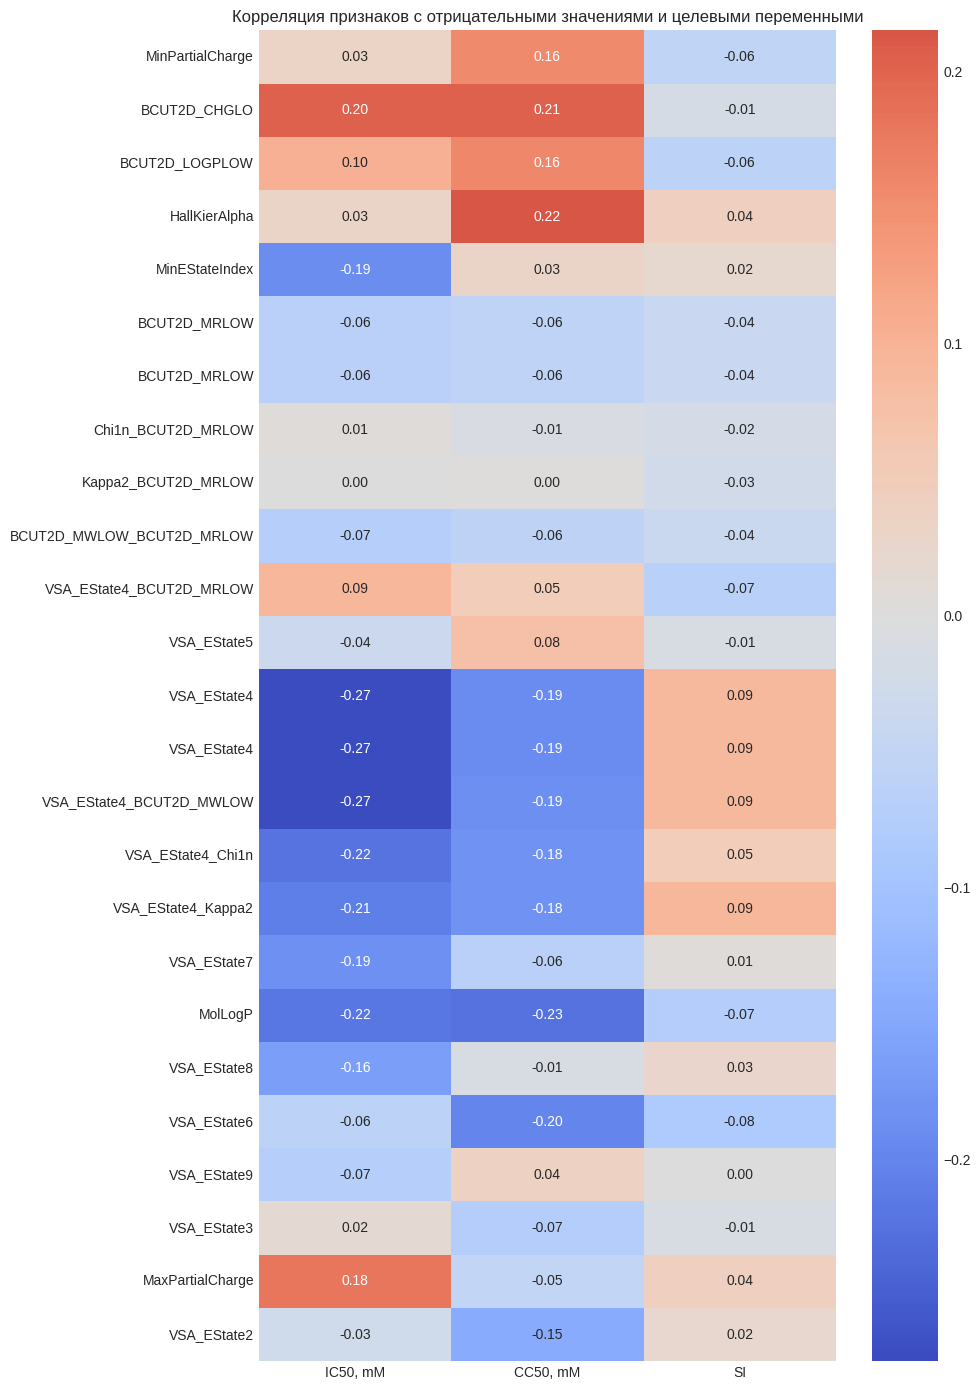 Корреляция признаков с отрицательными значениями и целевыми переменными
MinPartialCharge 0.03 0.16 -0.06
BCUT2D_CHGLO 0.20 0.21 -0.01
BCUT2D_LOGPLOW 0.10 0.16 -0.06
HallKierAlpha 0.03 0.22 0.04
MinEStateIndex -0.19 0.03 0.02
BCUT2D_MRLOW -0.06 -0.06 -0.04
BCUT2D_MRLOW -0.06 -0.06 -0.04
Chi1n_BCUT2D_MRLOW 0.01 -0.01 -0.02
Kappa2_BCUT2D_MRLOW 0.00 0.00 -0.03
BCUT2D_MWLOW_BCUT2D_MRLOW -0.07 -0.06 -0.04
VSA_EState4_BCUT2D_MRLOW 0.09 0.05 -0.07
VSA_EState5 -0.04 0.08 -0.01
VSA_EState4 -0.27 -0.19 0.09
VSA_EState4 -0.27 -0.19 0.09
VSA_EState4_BCUT2D_MWLOW -0.27 -0.19 0.09
VSA_EState4_Chi1n -0.22 -0.18 0.05
VSA_EState4_Kappa2 -0.21 -0.18 0.09
VSA_EState7 -0.19 -0.06 0.01
MolLogP -0.22 -0.23 -0.07
VSA_EState8 -0.16 -0.01 0.03
VSA_EState6 -0.06 -0.20 -0.08
VSA_EState9 -0.07 0.04 0.00
VSA_EState3 0.02 -0.07 -0.01
MaxPartialCharge 0.18 -0.05 0.04
VSA_EState2 -0.03 -0.15 0.02
IC50, mM CC50, mM SI
0.2
0.1
0.0
−0.1
−0.2